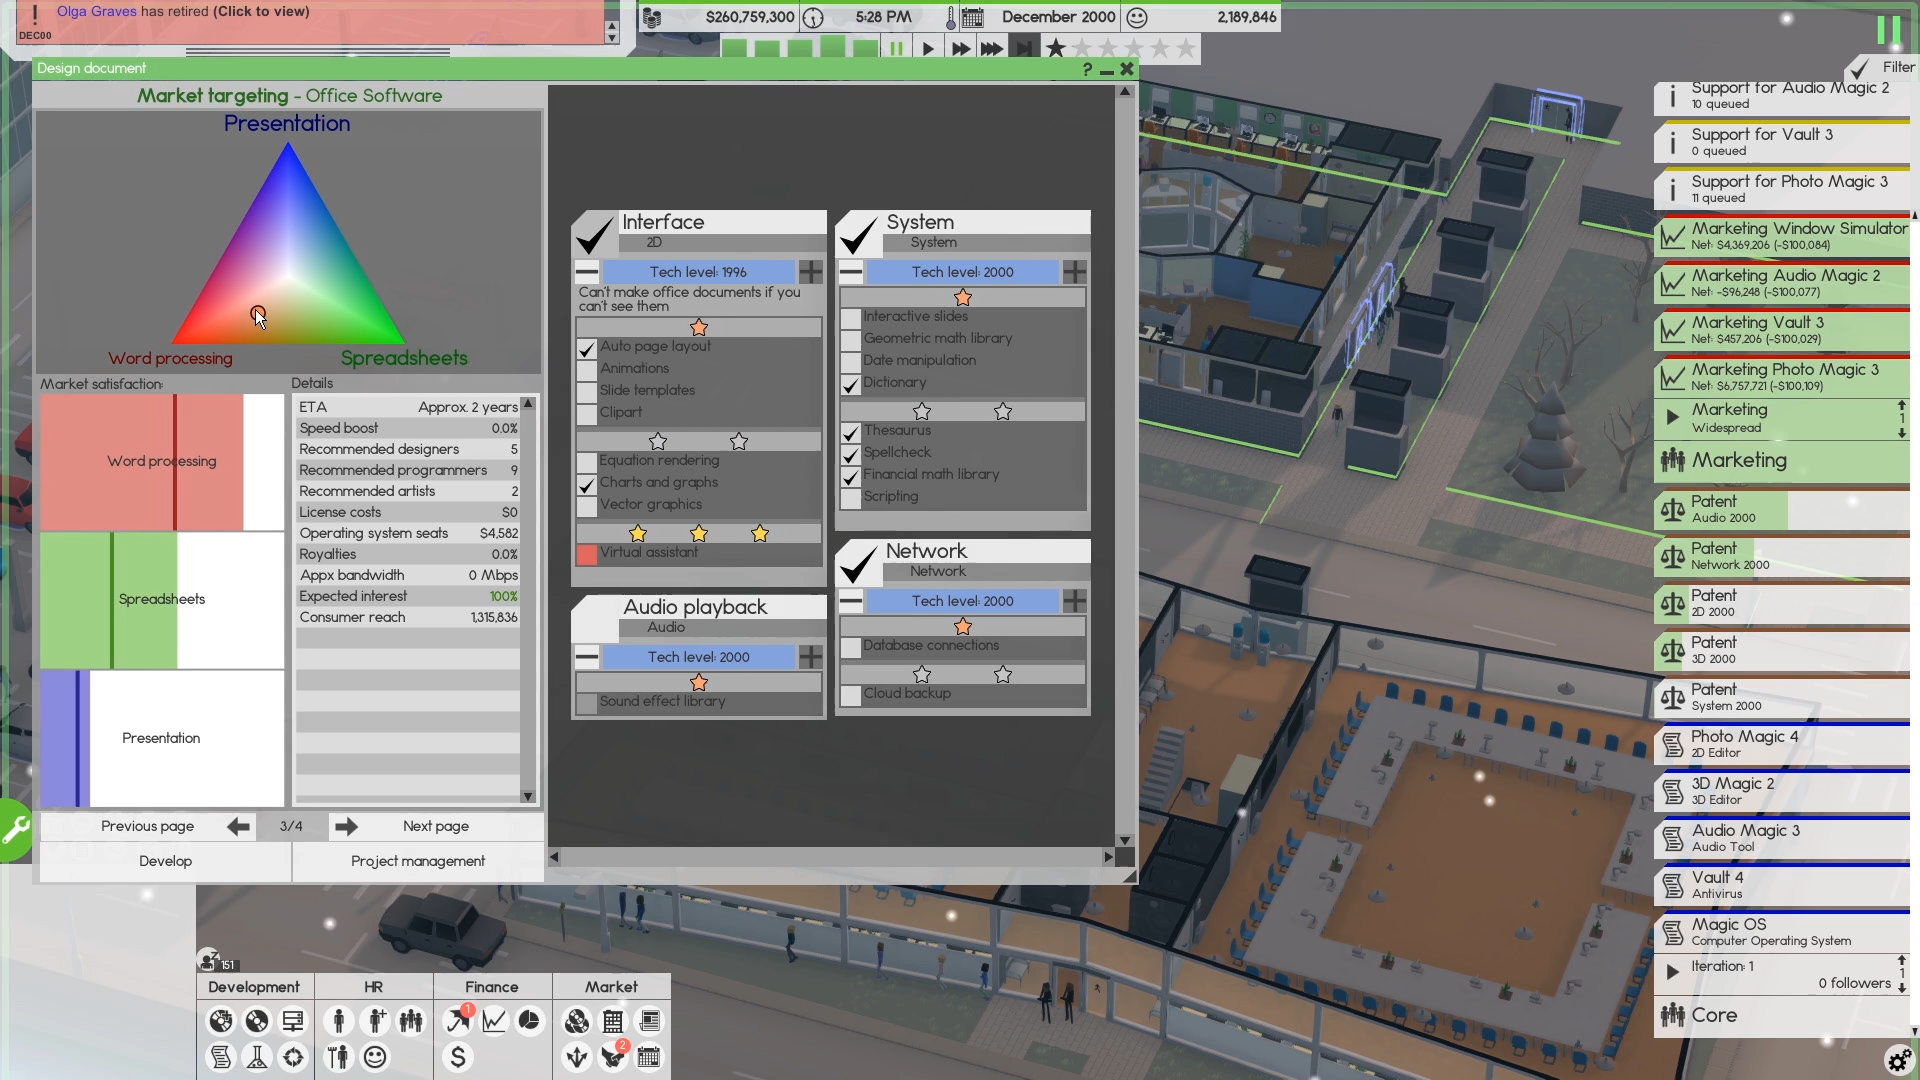 Olga Graves has retired (Click to view)
DEC00
$260,759,300
5:28 PM
December 2000
2,189,846
Filter
Design document
?
Market targeting - Office Software
Presentation
Word processing
Spreadsheets
Market satisfaction:
Word processing
Spreadsheets
Presentation
Details
ETA Approx. 2 years
Speed boost 0.0%
Recommended designers 5
Recommended programmers 9
Recommended artists 2
License costs $0
Operating system seats $4,582
Royalties 0.0%
Appx bandwidth 0 Mbps
Expected interest 100%
Consumer reach 1,315,836
Previous page
3/4
Next page
Develop
Project management
Interface
2D
Tech level: 1996
Can't make office documents if you
can't see them
Auto page layout
Animations
Slide templates
Clipart
Equation rendering
Charts and graphs
Vector graphics
Virtual assistant
Audio playback
Audio
Tech level: 2000
Sound effect library
System
System
Tech level: 2000
Interactive slides
Geometric math library
Date manipulation
Dictionary
Thesaurus
Spellcheck
Financial math library
Scripting
Network
Network
Tech level: 2000
Database connections
Cloud backup
Support for Audio Magic 2
10 queued
Support for Vault 3
0 queued
Support for Photo Magic 3
11 queued
Marketing Window Simulator
Net: $4,369,206 (-$100,084)
Marketing Audio Magic 2
Net: -$96,248 (-$100,077)
Marketing Vault 3
Net: $457,206 (-$100,029)
Marketing Photo Magic 3
Net: $6,757,721 (-$100,109)
Marketing
Widespread
1
Marketing
Patent
Audio 2000
Patent
Network 2000
Patent
2D 2000
Patent
3D 2000
Patent
System 2000
Photo Magic 4
2D Editor
3D Magic 2
3D Editor
Audio Magic 3
Audio Tool
Vault 4
Antivirus
Magic OS
Computer Operating System
Iteration: 1
1
0 followers
Core
151
Development
HR
Finance
Market
1
2